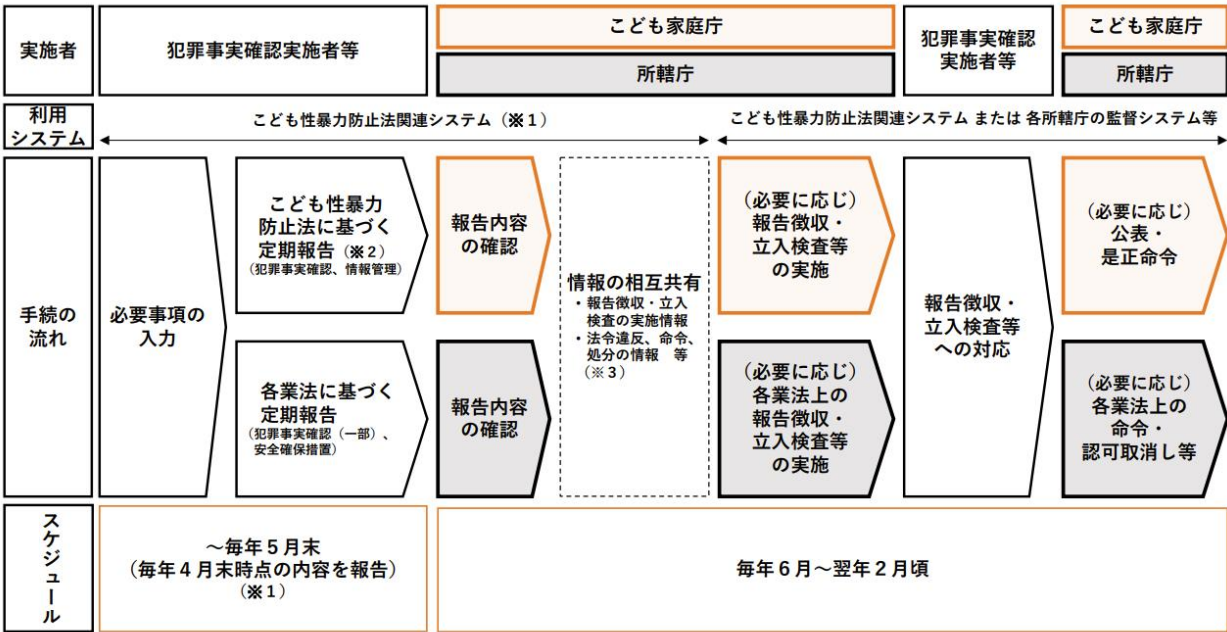 実施者
犯罪事実確認実施者等
こども家庭庁
所轄庁
犯罪事実確認
実施者等
こども家庭庁
所轄庁
利用
システム
こども性暴力防止法関連システム（※１）
こども性暴力防止法関連システム または 各所轄庁の監督システム等
手続の
流れ
必要事項の
入力
こども性暴力
防止法に基づく
定期報告（※２）
（犯罪事実確認、情報管理）
各業法に基づく
定期報告
（犯罪事実確認（一部）、
安全確保措置）
報告内容
の確認
報告内容
の確認
情報の相互共有
・報告徴収・立入
検査の実施情報
・法令違反、命令、
処分の情報　等
（※３）
（必要に応じ）
報告徴収・
立入検査等
の実施
（必要に応じ）
各業法上の
報告徴収・
立入検査等
の実施
報告徴収・
立入検査等
への対応
（必要に応じ）
公表・
是正命令
（必要に応じ）
各業法上の
命令・
認可取消し等
スケジュール
～毎年５月末
（毎年４月末時点の内容を報告）
（※１）
毎年６月～翌年２月頃